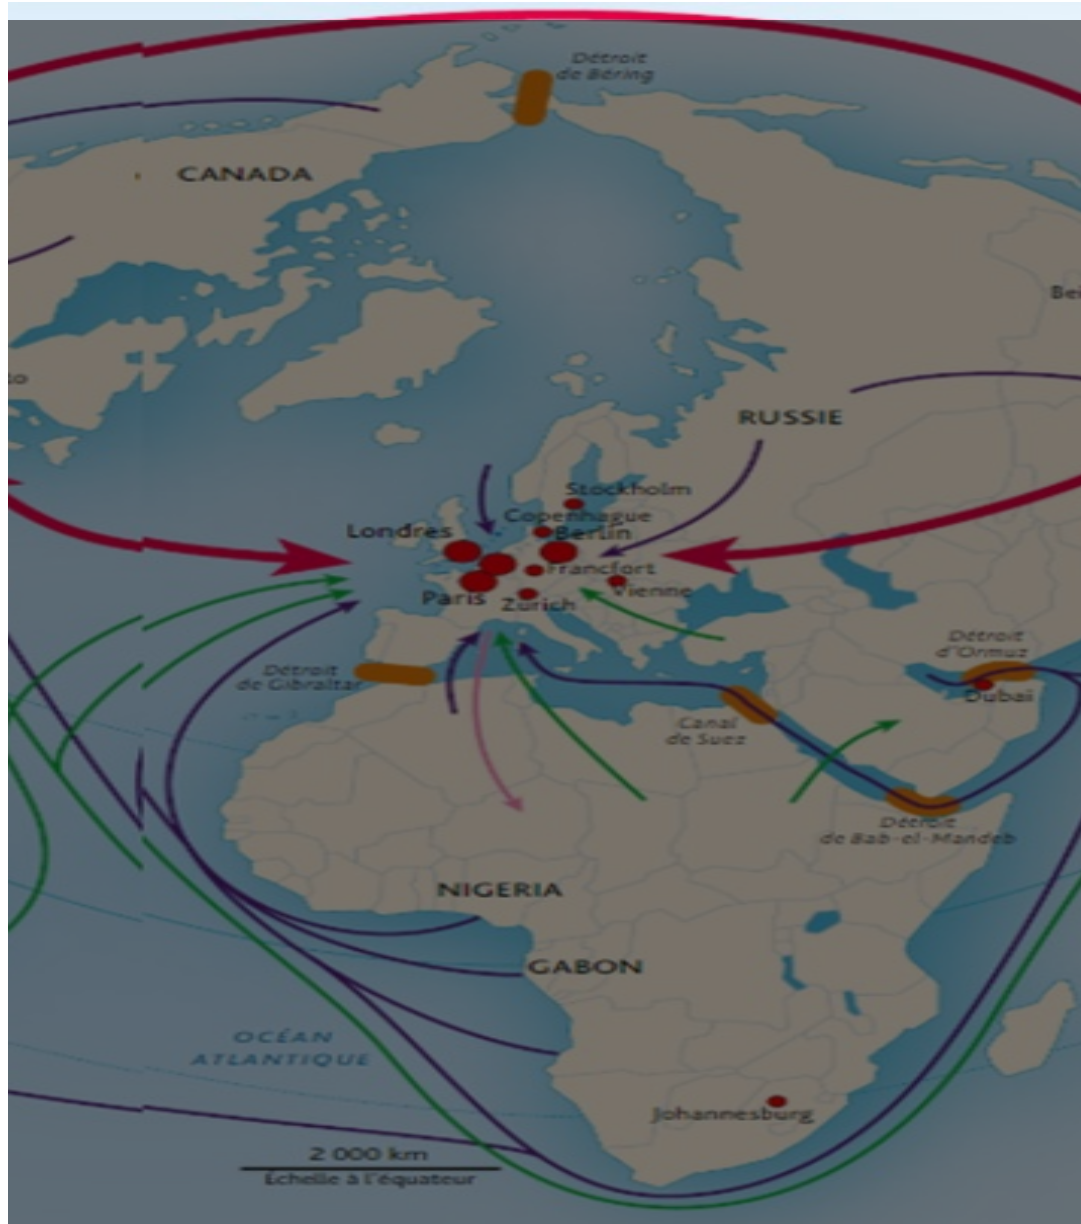 Détroit
de Béring
CANADA
RUSSIE
Stockholm
Copenhague
Londres
Berlin
Francfort
Vienne
Paris
Zurich
Détroit
de Gibraltar
Détroit
d'Ormuz
Dubaï
Canal
de Suez
Détroit
de Bab-el-Mandeb
NIGERIA
GABON
OCÉAN
ATLANTIQUE
Johannesburg
2 000 km
Échelle à l'équateur